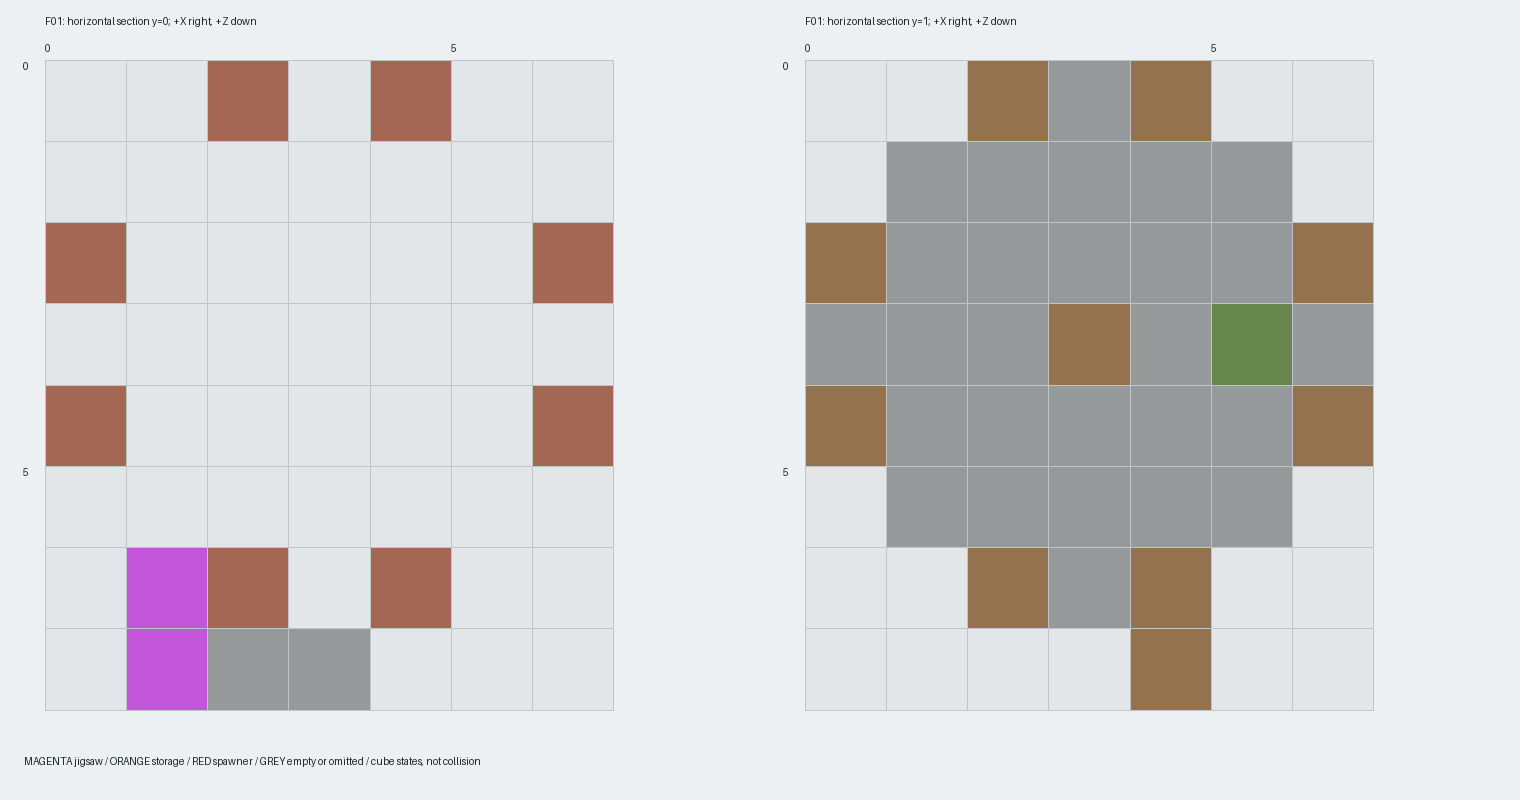 F01: horizontal section y=0; +X right, +Z down
F01: horizontal section y=1; +X right, +Z down
0 5
0 5
0
0
5
5
MAGENTA jigsaw / ORANGE storage / RED spawner / GREY empty or omitted / cube states, not collision